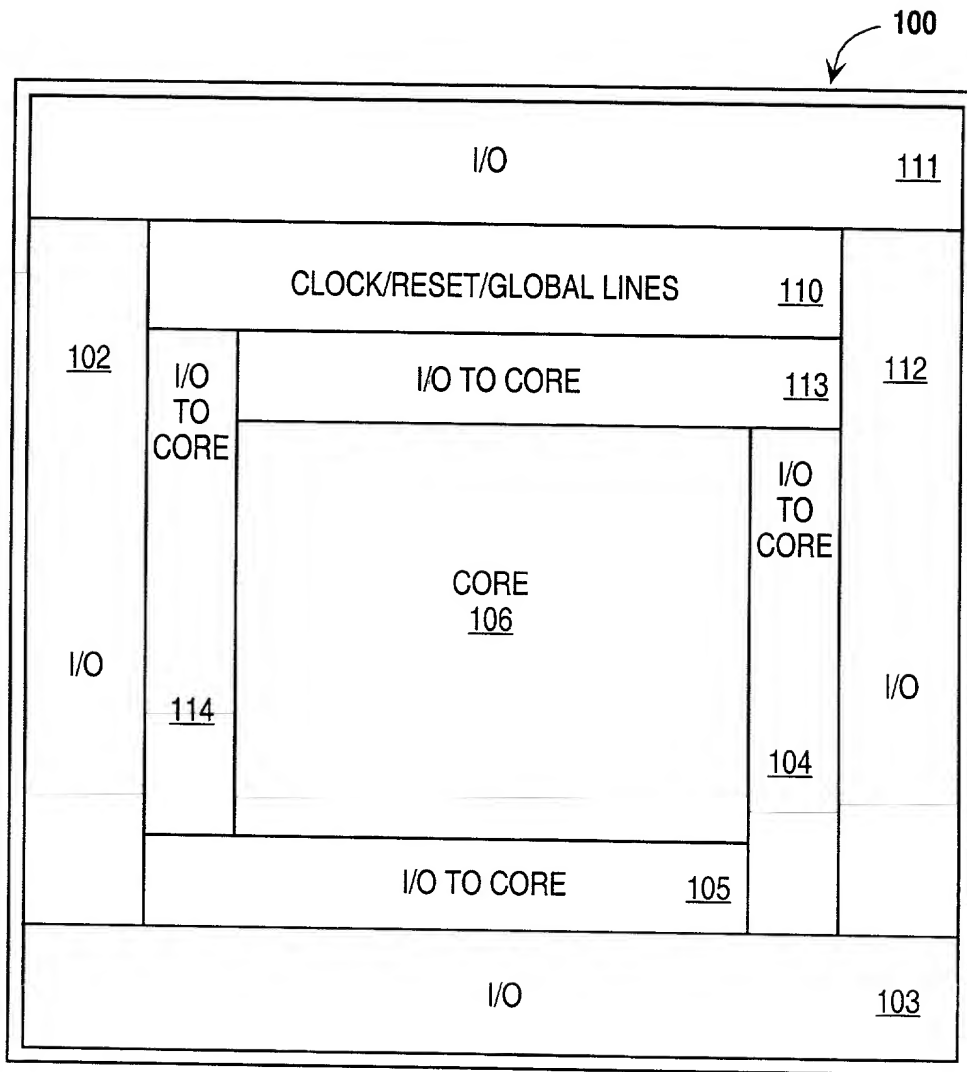 100
I/O 111
CLOCK/RESET/GLOBAL LINES 110
102
112
I/O
TO
CORE
I/O TO CORE 113
I/O
TO
CORE
CORE
106
I/O
I/O
114
104
I/O TO CORE 105
I/O 103